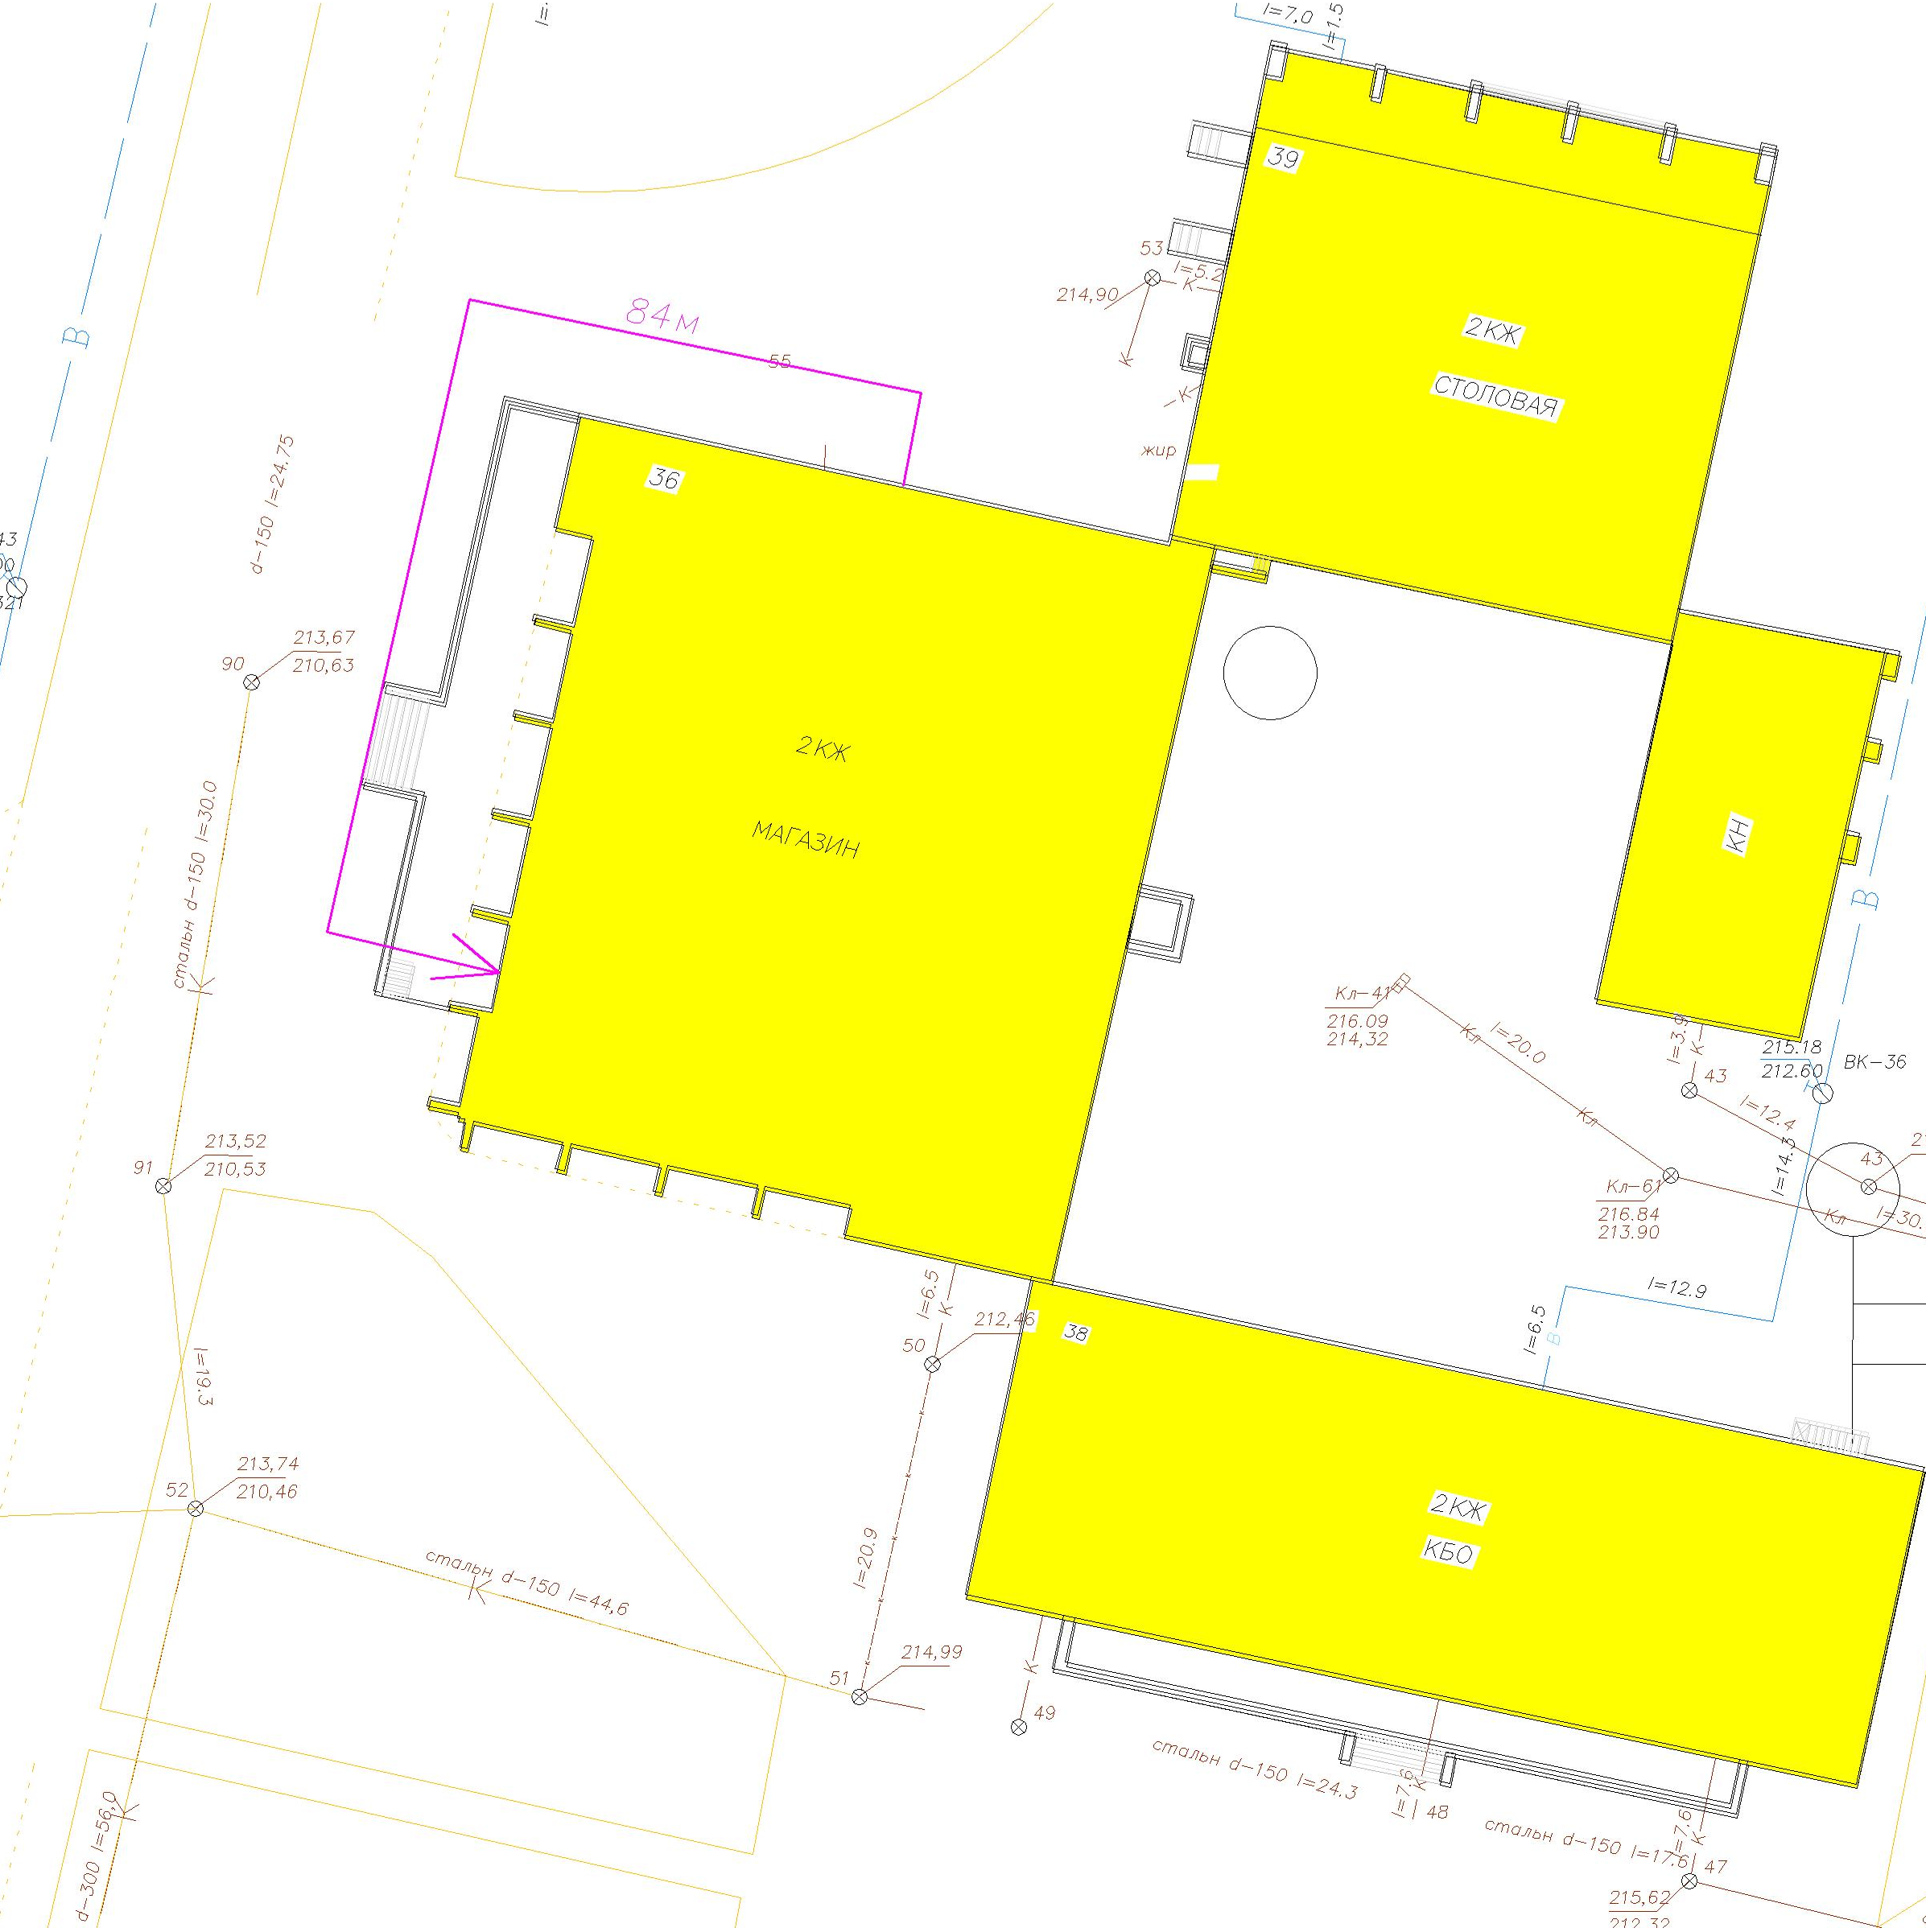 l=7,0
l=1.5
39
53
l=5.2
К
214,90
К
84м
В
55
2КЖ
СТОЛОВАЯ
К
жир
d-150 l=24.75
36
213,67
210,63
90
2КЖ
МАГАЗИН
КН
стальн d-150 l=30.0
В
Кл-41
216.09
214,32
Кл
l=20.0
l=3.9
К
215.18
212.60
ВК-36
43
l=12.4
Кл
213,52
210,53
91
l=14.3
43
Кл-61
216.84
213.90
Кл
l=30.
l=6.5
К
212,46
50
38
l=12.9
l=6.5
В
l=19.3
213,74
210,46
52
2КЖ
КБО
l=20.9
стальн d-150 l=44,6
214,99
51
К
49
стальн d-150 l=24.3
l=7.6
К
48
стальн d-150 l=17.6
l=7.6
К
47
d-300 l=56,0
215,62
212,32